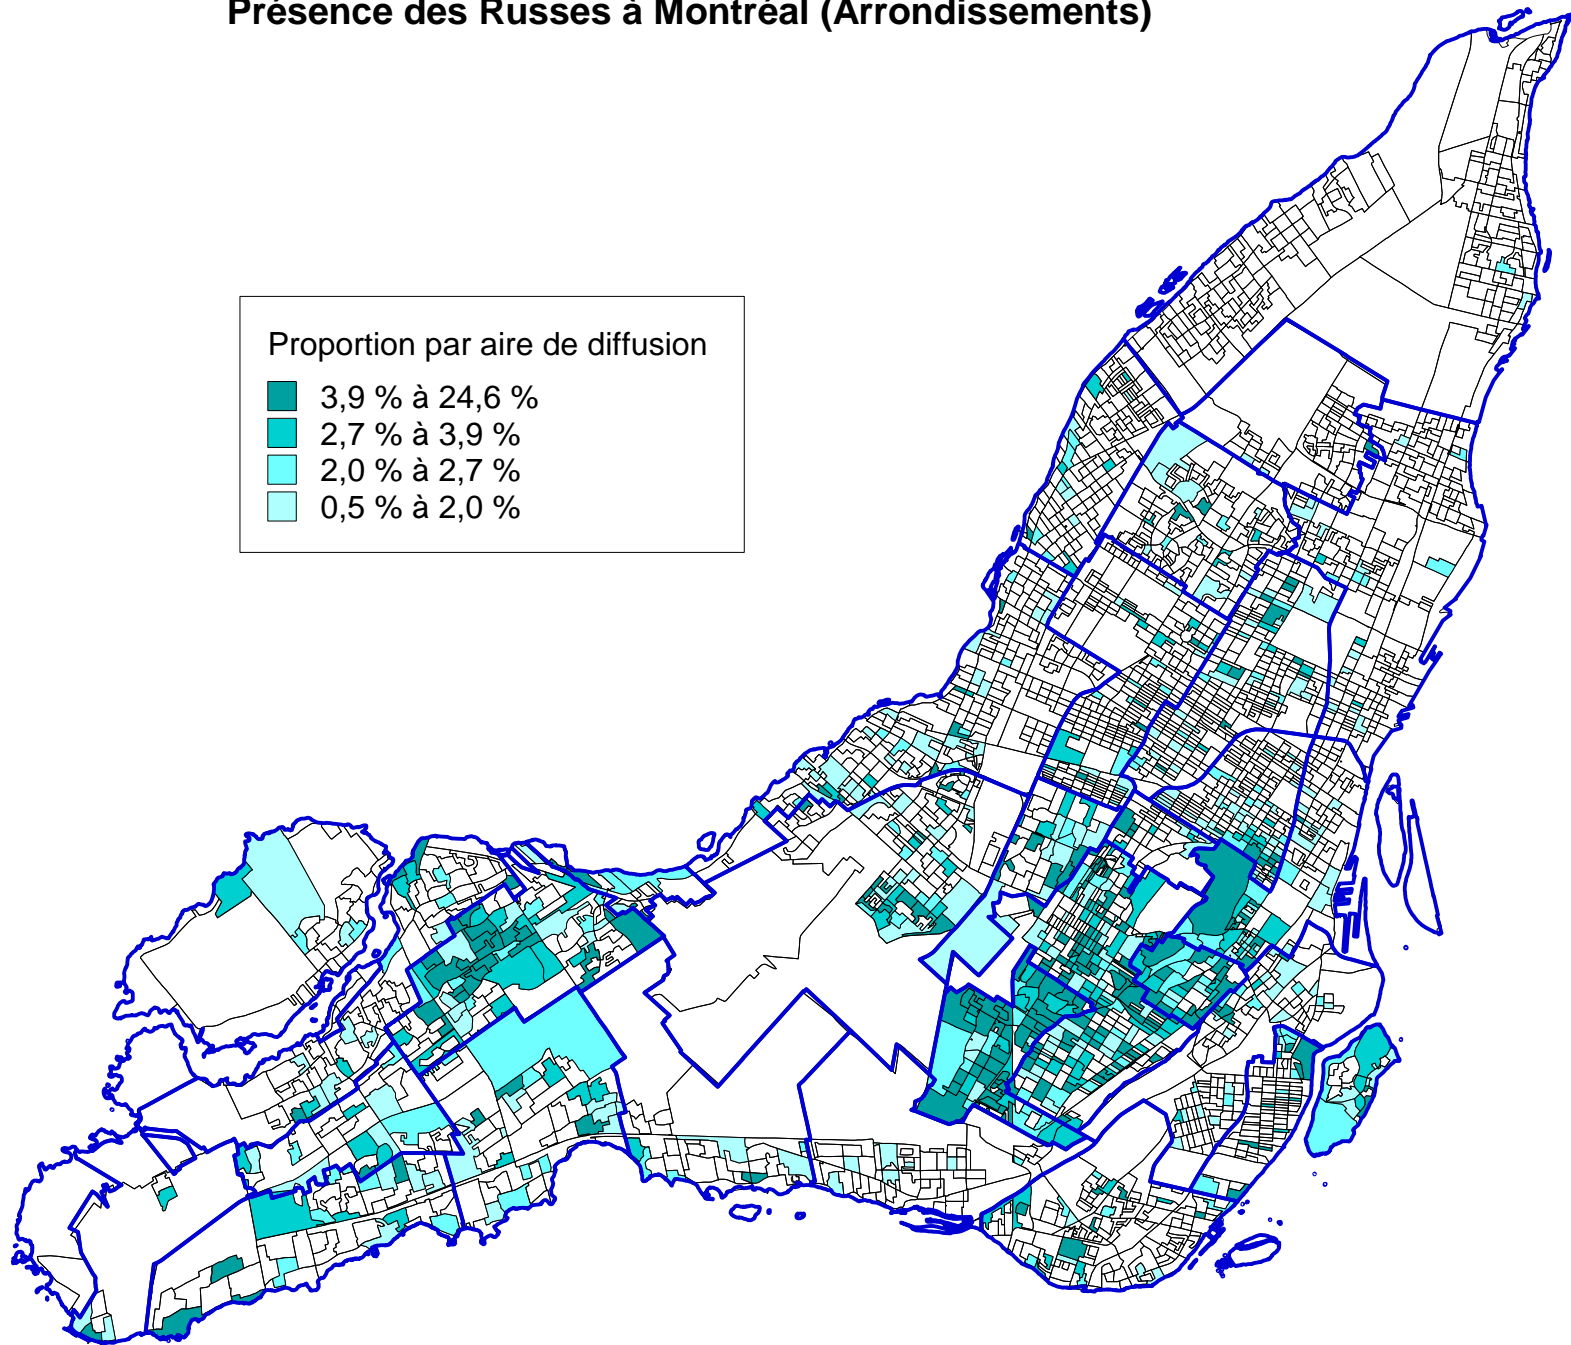 Présence des Russes à Montréal (Arrondissements)
Proportion par aire de diffusion
3,9 % à 24,6 %
2,7 % à 3,9 %
2,0 % à 2,7 %
0,5 % à 2,0 %